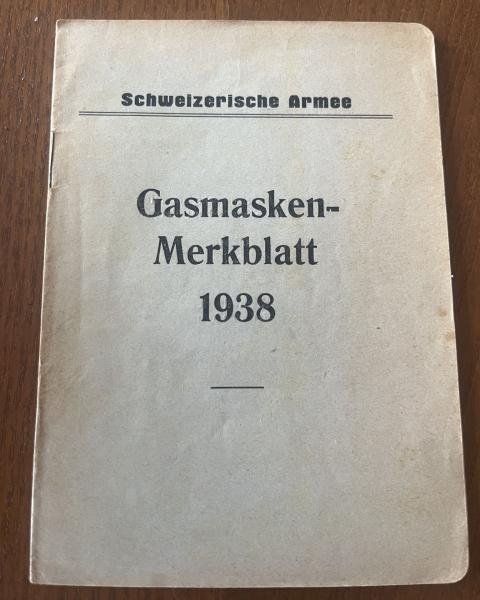 Schweizerische Armee
Gasmasken-
Merkblatt
1938